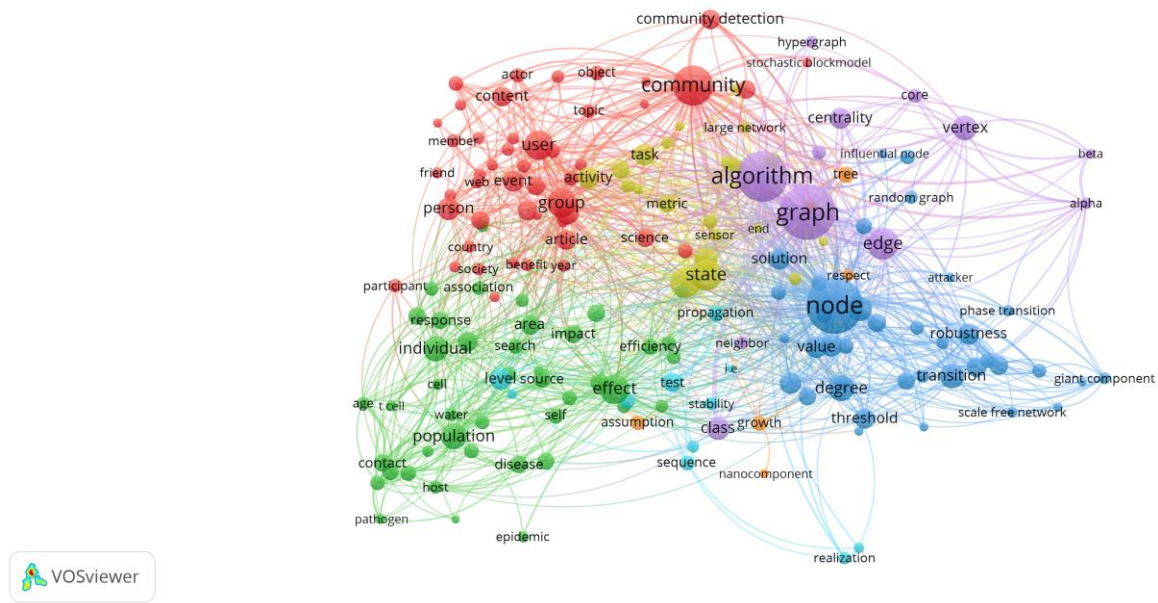 community detection
hypergraph
stochastic blockmodel
actor
object
community
content
core
topic
centrality
large network
vertex
member
user
task
influential node
beta
friend
web
event
activity
algorithm
tree
person
group
metric
random graph
alpha
graph
country
article
science
sensor
end
edge
society
benefit
year
solution
participant
association
state
respect
attacker
response
area
impact
propagation
node
phase transition
individual
search
efficiency
neighbor
value
robustness
cell
level source
effect
test
i.e
degree
transition
giant component
age
t cell
water
self
assumption
stability
class
growth
threshold
scale free network
population
contact
disease
sequence
nanocomponent
host
pathogen
epidemic
realization
VOSviewer